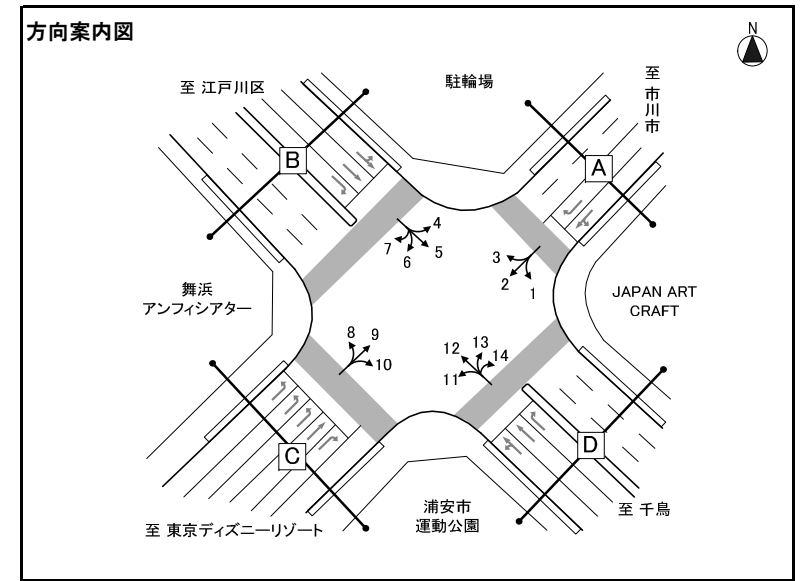 方向案内図
N
至 江戸川区
駐輪場
至 市川市
B
A
4
7
6
5
3
2
1
舞浜
アンフィシアター
JAPAN ART
CRAFT
8
9
10
12
13
14
11
C
D
浦安市
運動公園
至 千鳥
至 東京ディズニーリゾート